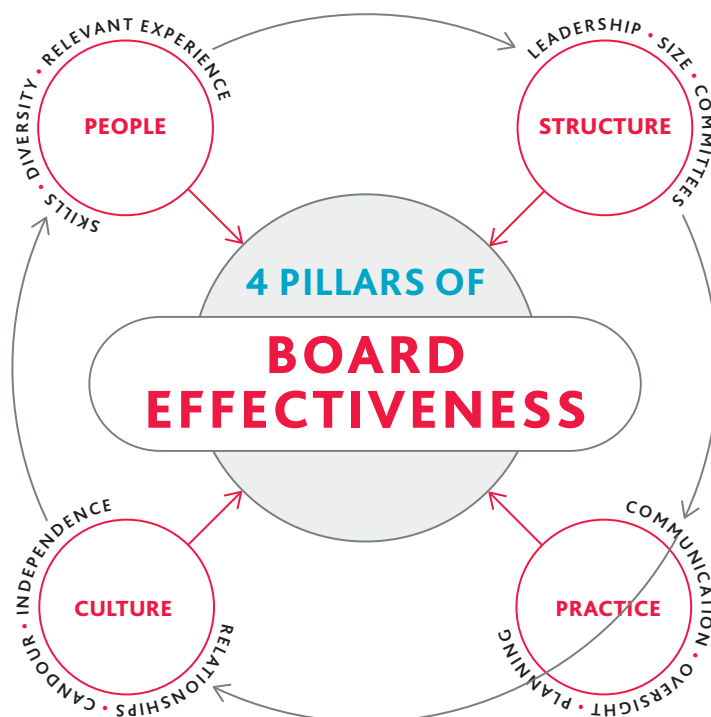 SKILLS • DIVERSITY • RELEVANT EXPERIENCE
PEOPLE
LEADERSHIP • SIZE • COMMITTEES
STRUCTURE
4 PILLARS OF
BOARD
EFFECTIVENESS
RELATIONSHIPS • CANDOUR • INDEPENDENCE
CULTURE
COMMUNICATION • OVERSIGHT • PLANNING
PRACTICE